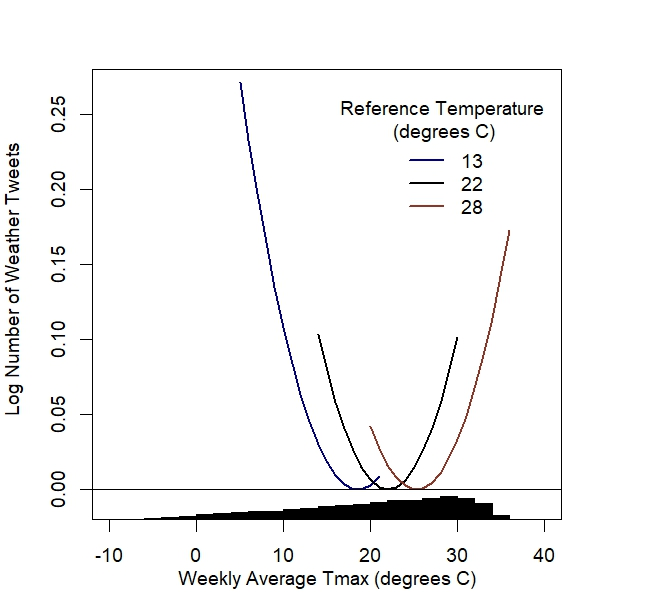 Reference Temperature
(degrees C)
13
22
28
Log Number of Weather Tweets
0.25
0.20
0.15
0.10
0.05
0.00
-10 0 10 20 30 40
Weekly Average Tmax (degrees C)